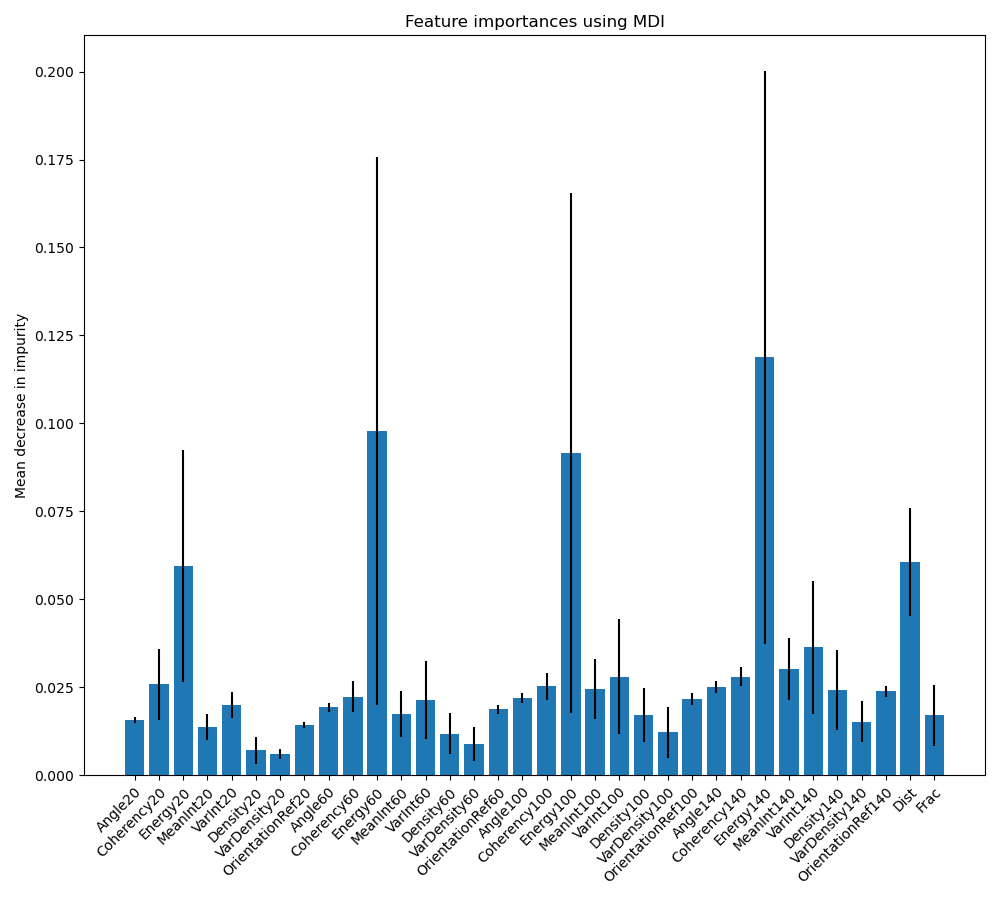 Feature importances using MDI
Mean decrease in impurity
0.200
0.175
0.150
0.125
0.100
0.075
0.050
0.025
0.000
Angle20
Coherency20
Energy20
MeanInt20
VarInt20
Density20
VarDensity20
OrientationRef20
Angle60
Coherency60
Energy60
MeanInt60
VarInt60
Density60
VarDensity60
OrientationRef60
Angle100
Coherency100
Energy100
MeanInt100
VarInt100
Density100
VarDensity100
OrientationRef100
Angle140
Coherency140
Energy140
MeanInt140
VarInt140
Density140
VarDensity140
OrientationRef140
Dist
Frac